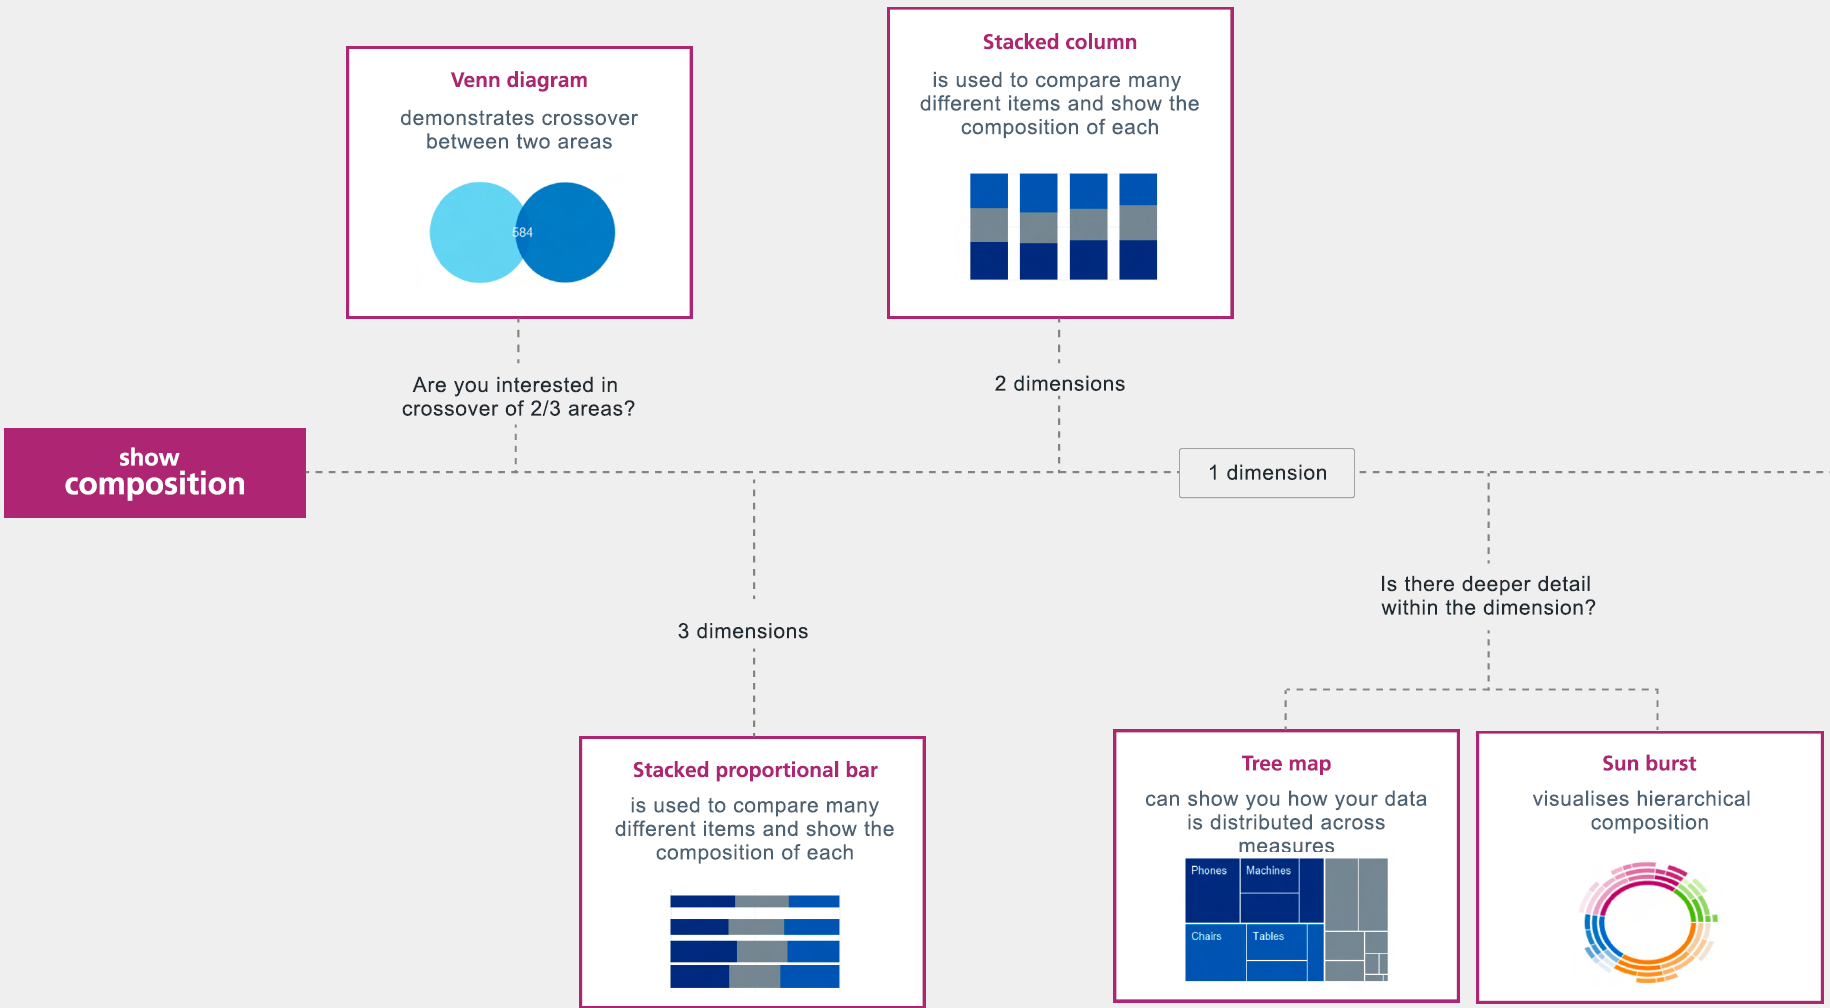 Stacked column
is used to compare many
different items and show the
composition of each
Venn diagram
demonstrates crossover
between two areas
584
Are you interested in
crossover of 2/3 areas?
2 dimensions
show
composition
1 dimension
3 dimensions
Is there deeper detail
within the dimension?
Stacked proportional bar
is used to compare many
different items and show the
composition of each
Tree map
can show you how your data
is distributed across
measures
Phones
Machines
Chairs
Tables
Sun burst
visualises hierarchical
composition